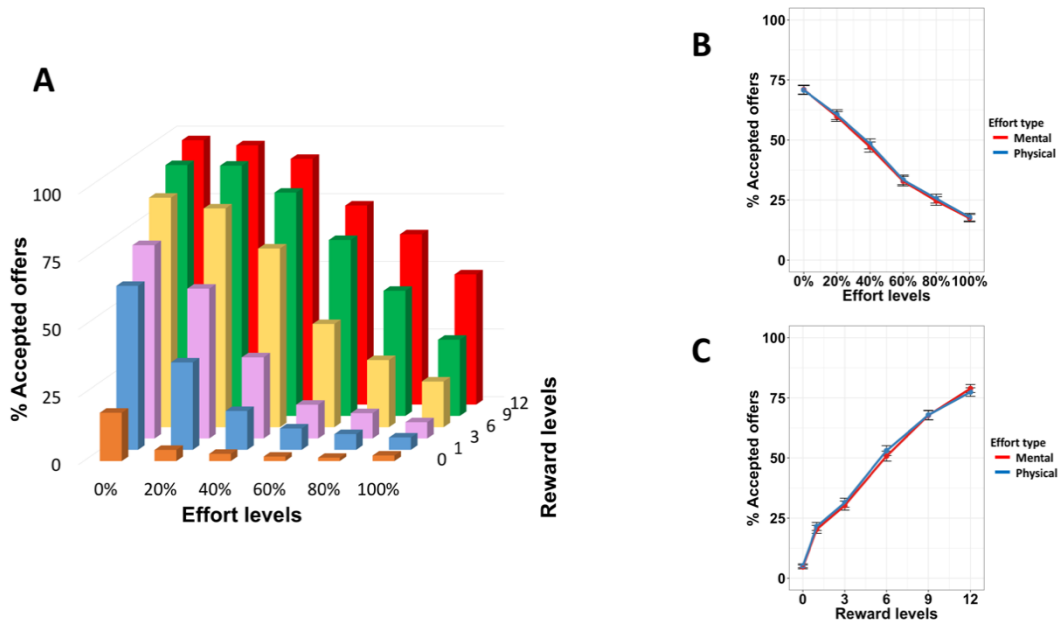 A
% Accepted offers
100
75
50
25
0
0% 20% 40% 60% 80% 100%
Effort levels
0 1 3 6 9 12
Reward levels
B
% Accepted offers
100
75
50
25
0
0% 20% 40% 60% 80% 100%
Effort levels
Effort type
Mental
Physical
C
% Accepted offers
100
75
50
25
0
0 3 6 9 12
Reward levels
Effort type
Mental
Physical